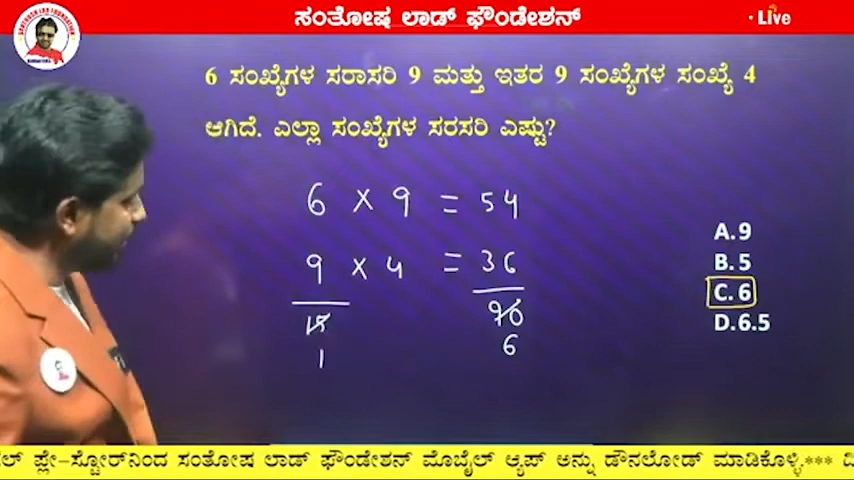 ಸಂತೋಷ ಲಾಡ್ ಫೌಂಡೇಶನ್
Live
6 ಸಂಖ್ಯೆಗಳ ಸರಾಸರಿ 9 ಮತ್ತು ಇತರ 9 ಸಂಖ್ಯೆಗಳ ಸಂಖ್ಯೆ 4
ಆಗಿದೆ. ಎಲ್ಲಾ ಸಂಖ್ಯೆಗಳ ಸರಸರಿ ಎಷ್ಟು?
6 × 9 = 54
9 × 4 = 36
15 90
1 6
A. 9
B. 5
C. 6
D. 6.5
ಪ್ಲೇ-ಸ್ಟೋರ್‌ನಿಂದ ಸಂತೋಷ ಲಾಡ್ ಫೌಂಡೇಶನ್ ಮೊಬೈಲ್ ಆ್ಯಪ್ ಅನ್ನು ಡೌನಲೋಡ್ ಮಾಡಿಕೊಳ್ಳಿ.***